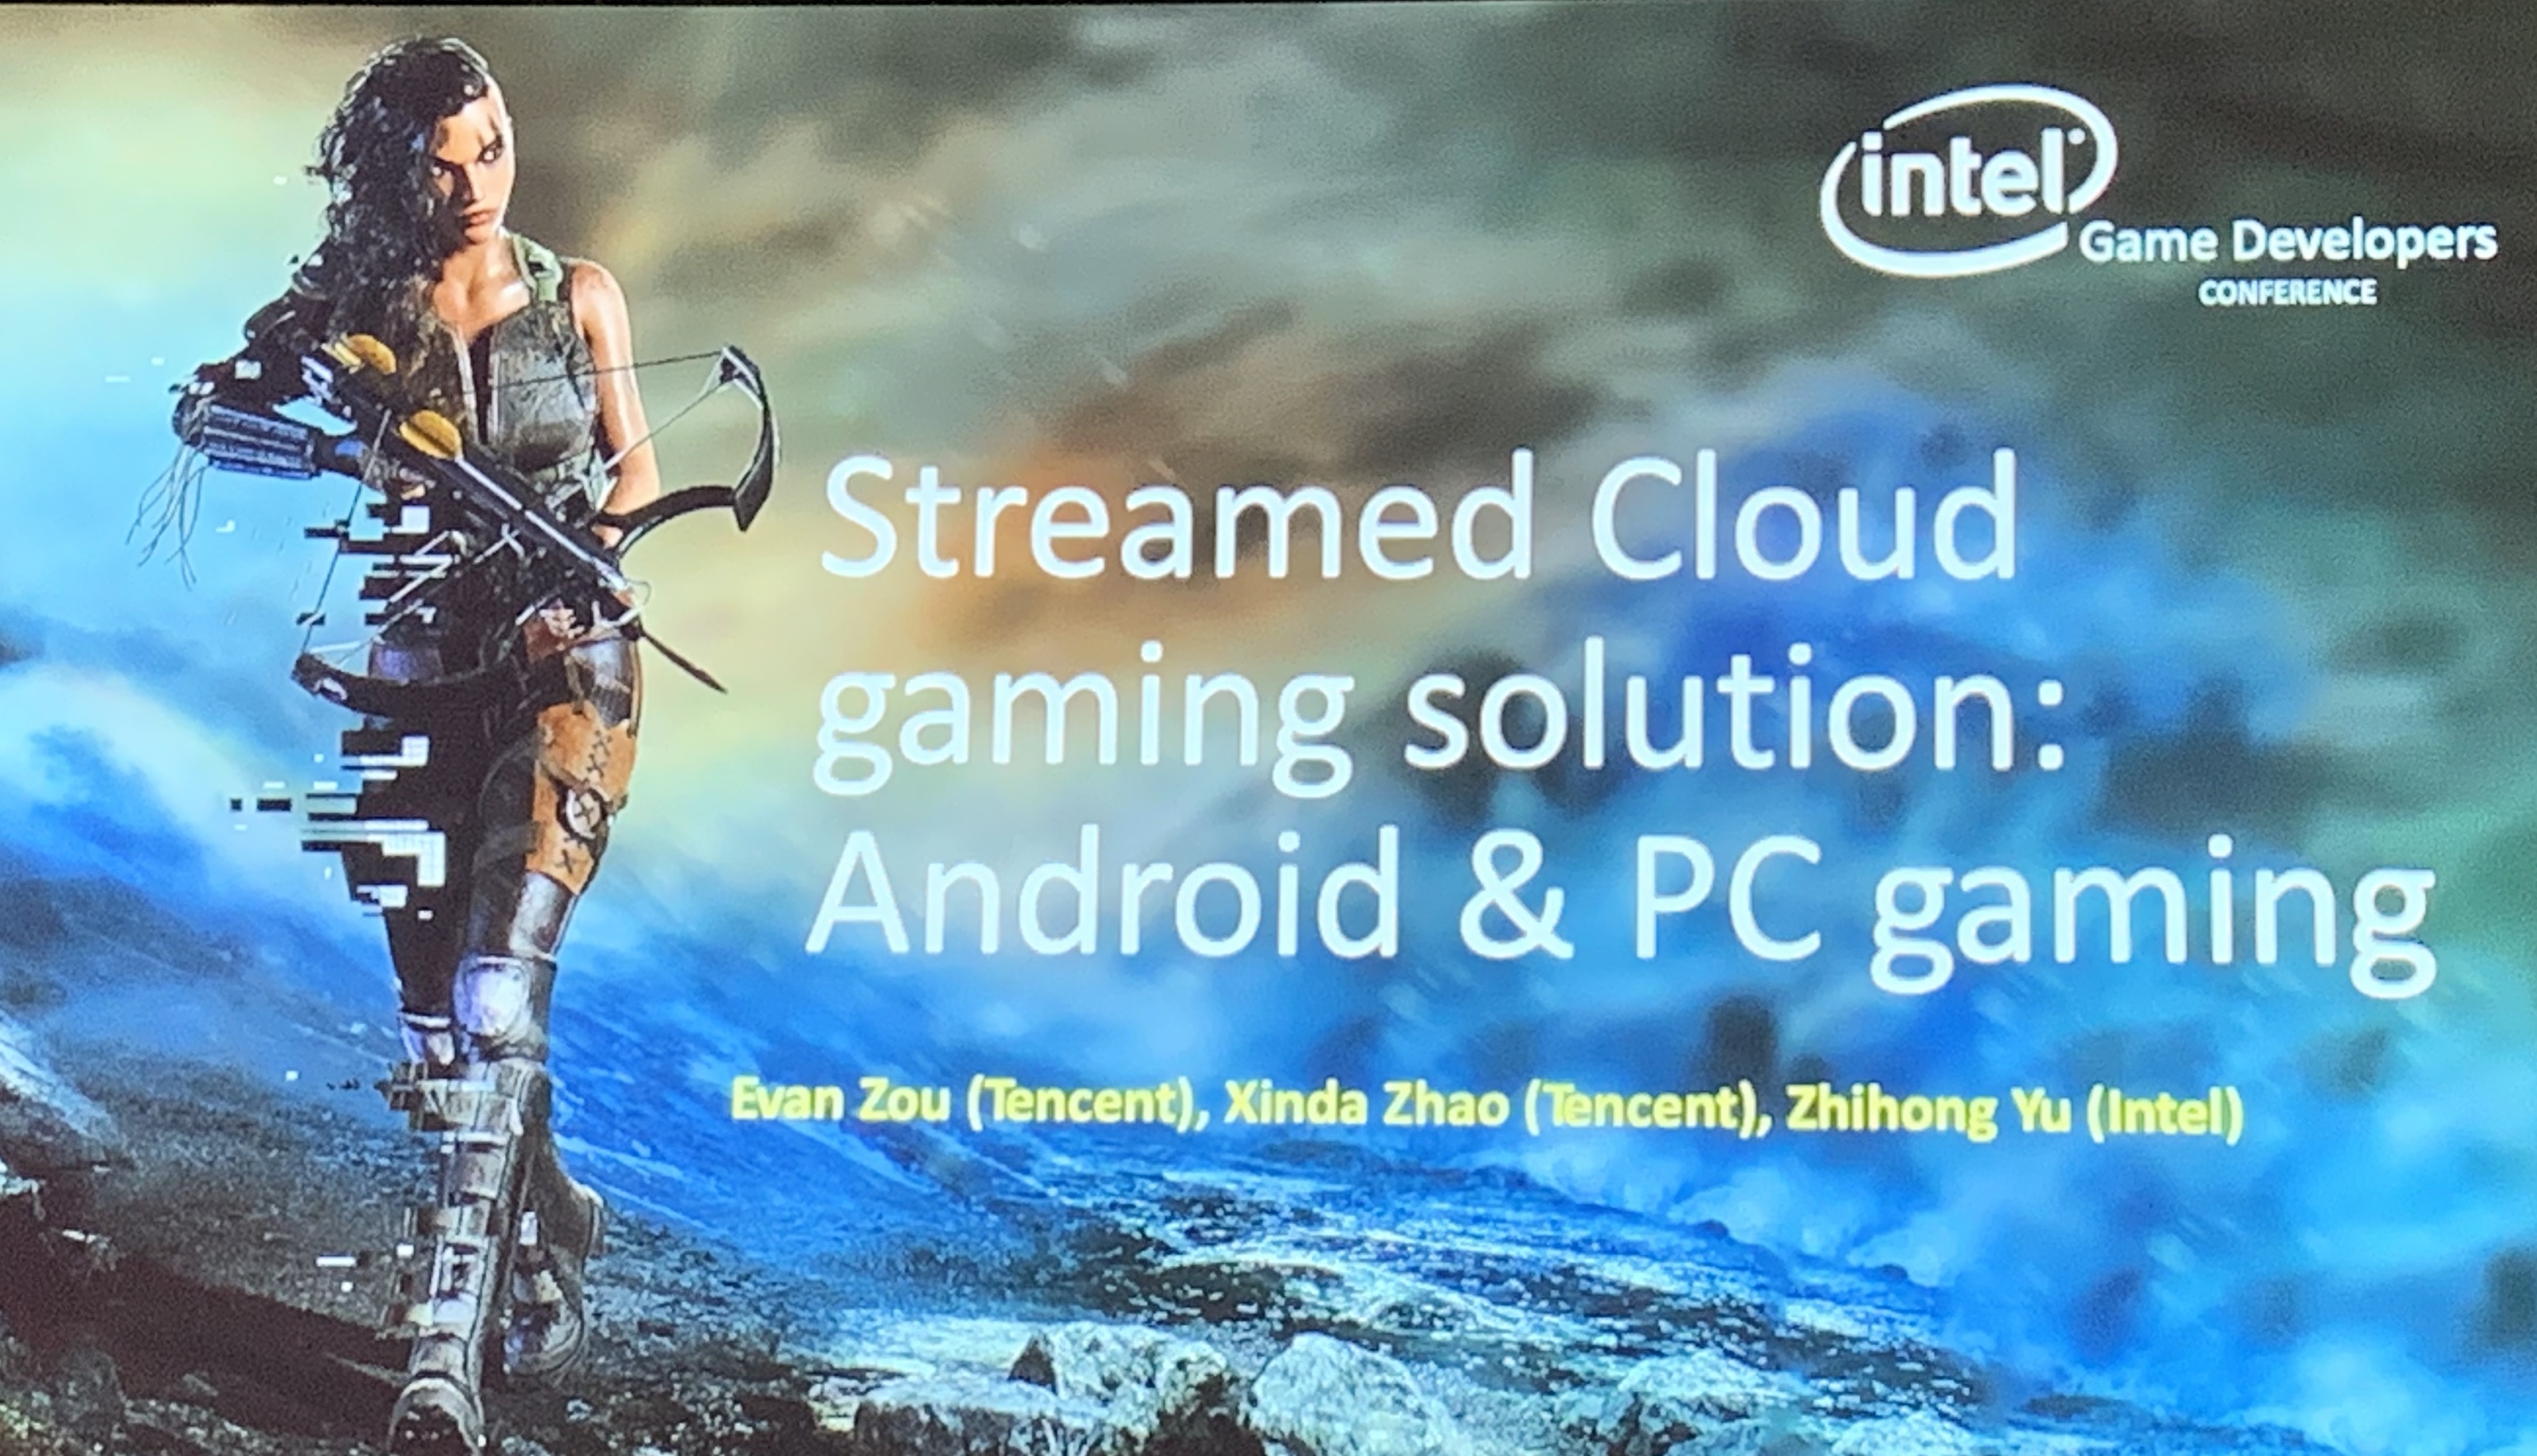 intel
Game Developers
CONFERENCE
Streamed Cloud
gaming solution:
Android & PC gaming
Evan Zou (Tencent), Xinda Zhao (Tencent), Zhihong Yu (Intel)